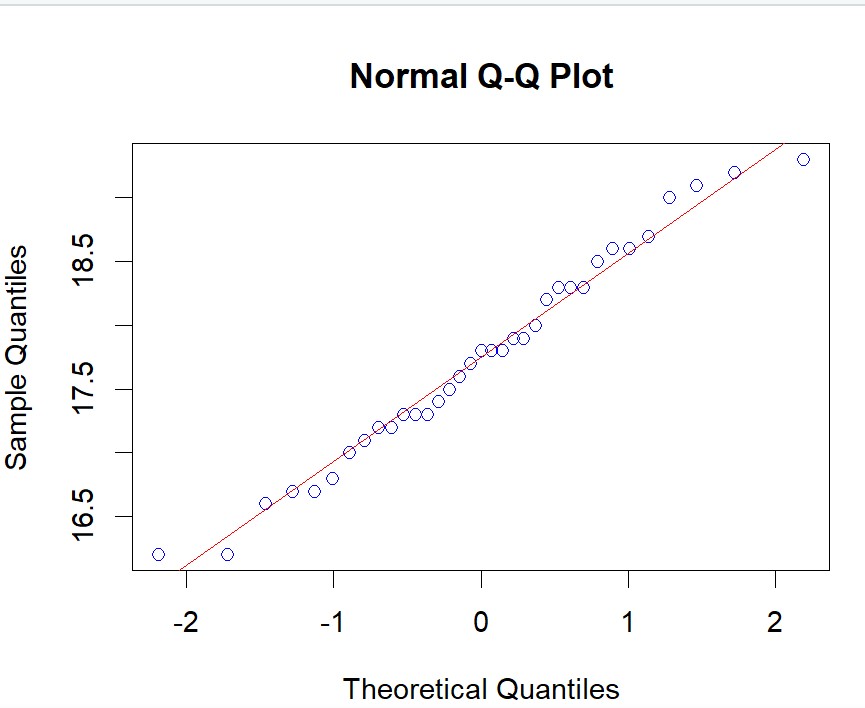 Normal Q-Q Plot
Sample Quantiles
18.5
17.5
16.5
-2 -1 0 1 2
Theoretical Quantiles